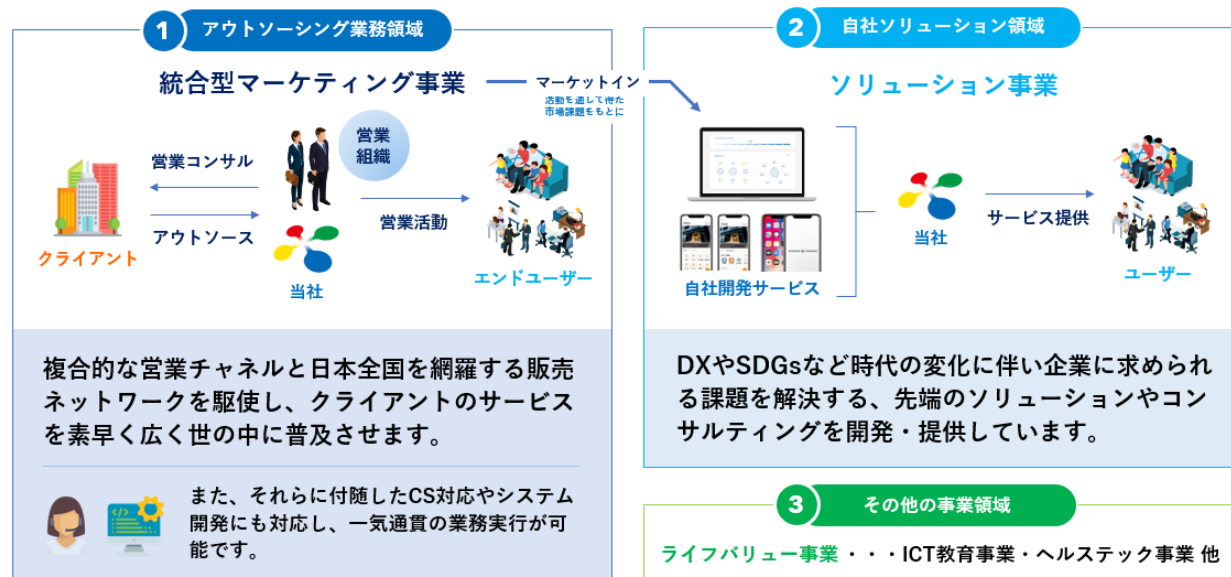 1 アウトソーシング業務領域
統合型マーケティング事業
マーケットイン
活動を通して得た
市場課題をもとに
営業
組織
営業コンサル
アウトソース
営業活動
クライアント
当社
エンドユーザー
複合的な営業チャネルと日本全国を網羅する販売
ネットワークを駆使し、クライアントのサービス
を素早く広く世の中に普及させます。
また、それらに付随したCS対応やシステム
開発にも対応し、一気通貫の業務実行が可
能です。
2 自社ソリューション領域
ソリューション事業
自社開発サービス
当社
サービス提供
ユーザー
DXやSDGsなど時代の変化に伴い企業に求められ
る課題を解決する、先端のソリューションやコン
サルティングを開発・提供しています。
3 その他の事業領域
ライフバリュー事業・・・ICT教育事業・ヘルステック事業 他